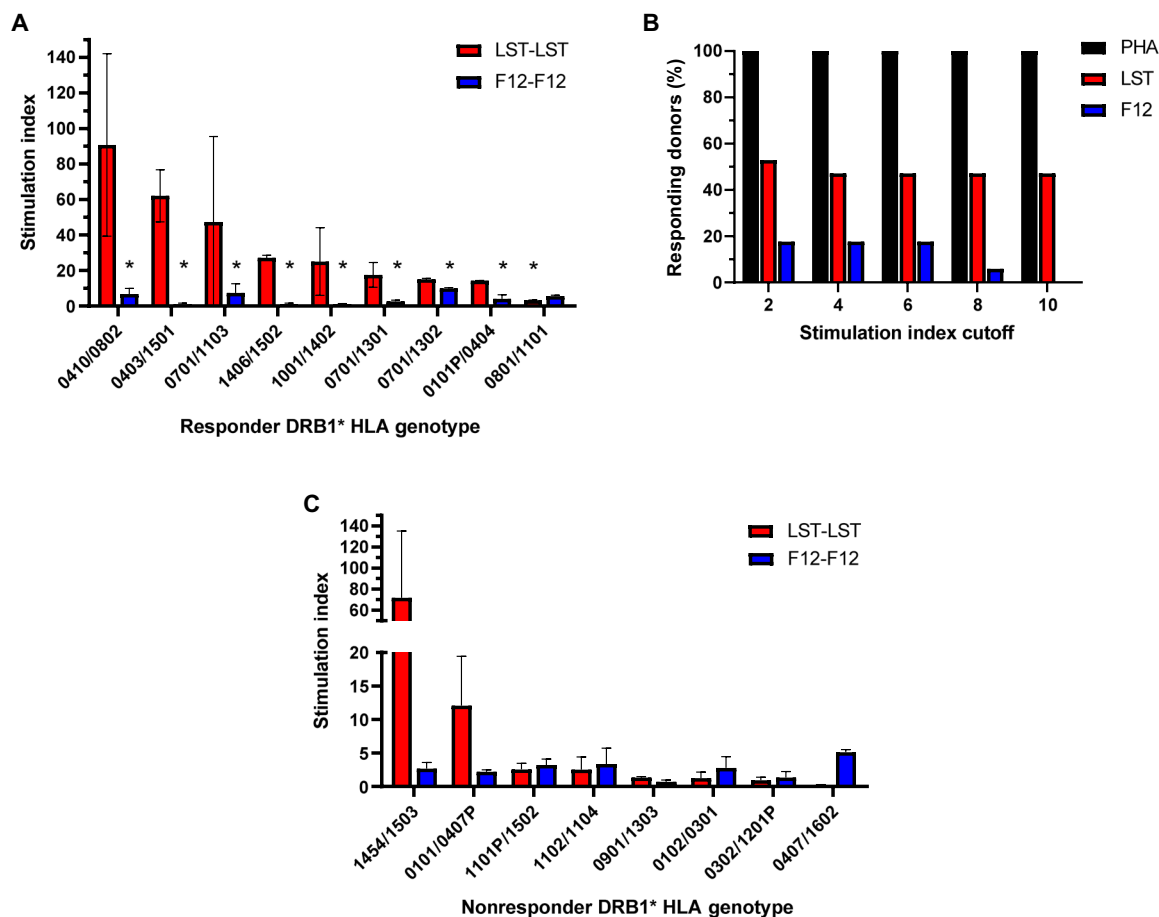 A
Stimulation index
140
120
100
80
60
40
20
0
LST-LST
F12-F12
* * * * * * * * *
0410/0802
0403/1501
0701/1103
1406/1502
1001/1402
0701/1301
0701/1302
0101P/0404
0801/1101
Responder DRB1* HLA genotype
B
Responding donors (%)
100
80
60
40
20
0
PHA
LST
F12
2 4 6 8 10
Stimulation index cutoff
C
Stimulation index
140
120
100
80
60
20
15
10
5
0
LST-LST
F12-F12
1454/1503
0101/0407P
1101P/1502
1102/1104
0901/1303
0102/0301
0302/1201P
0407/1602
Nonresponder DRB1* HLA genotype